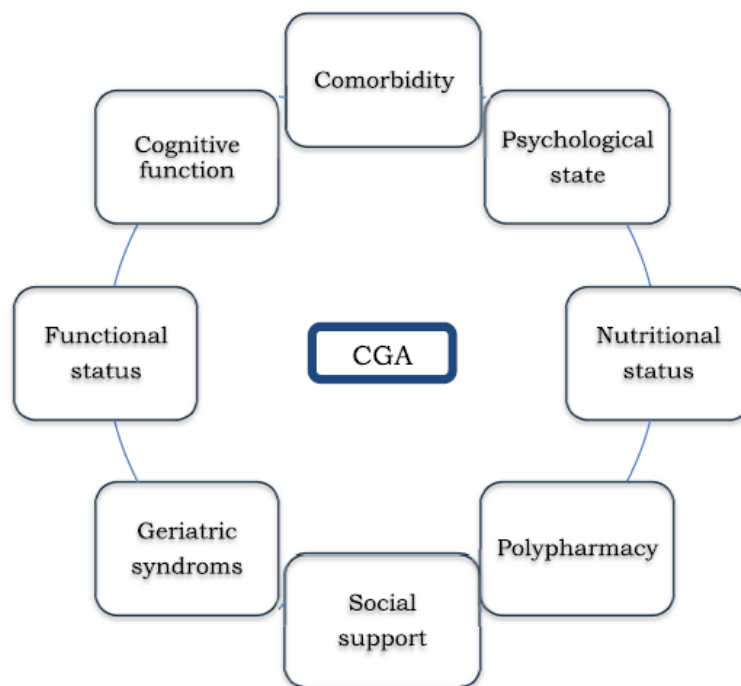 Comorbidity
Cognitive
function
Psychological
state
Functional
status
CGA
Nutritional
status
Geriatric
syndroms
Polypharmacy
Social
support